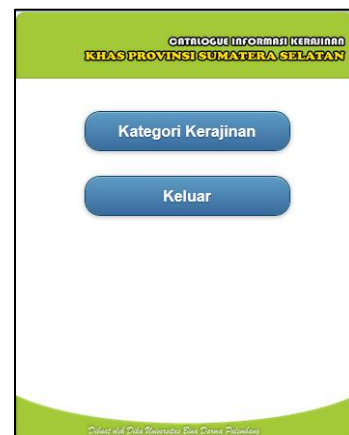 CATALOGUE INFORMASI KERAJINAN
KHAS PROVINSI SUMATERA SELATAN
Kategori Kerajinan
Keluar
Dibuat oleh Dika Universitas Bina Darma Palembang